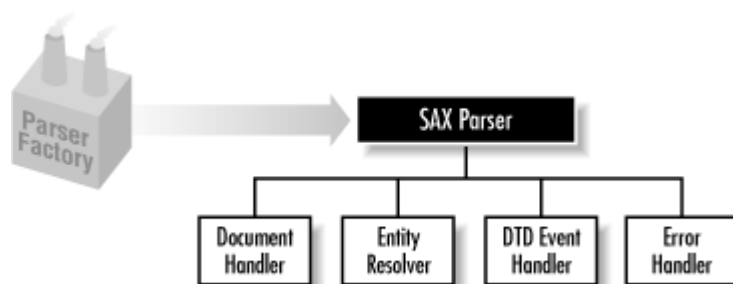 Parser
Factory
SAX Parser
Document
Handler
Entity
Resolver
DTD Event
Handler
Error
Handler